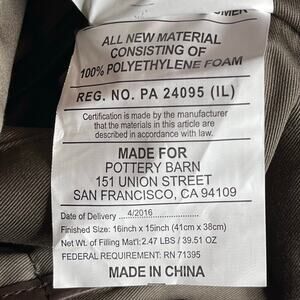 ALL NEW MATERIAL
CONSISTING OF
100% POLYETHYLENE FOAM
REG. NO. PA 24095 (IL)
Certification is made by the manufacturer
that the materials in this article are
described in accordance with law.
MADE FOR
POTTERY BARN
151 UNION STREET
SAN FRANCISCO, CA 94109
Date of Delivery ........ 4/2016 ........
Finished Size: 16inch x 15inch (41cm x 38cm)
Net Wt. of Filling Mat'l: 2.47 LBS / 39.51 OZ
FEDERAL REQUIREMENT: RN 71395
MADE IN CHINA